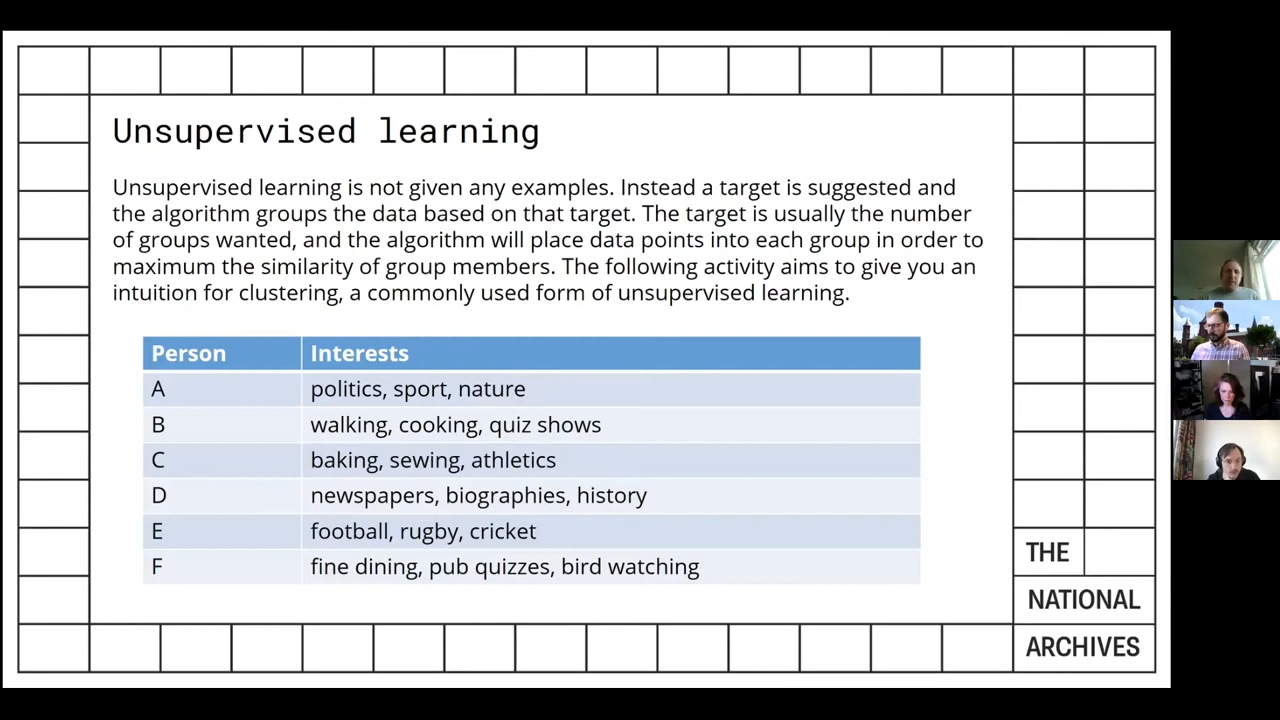 Unsupervised learning
Unsupervised learning is not given any examples. Instead a target is suggested and
the algorithm groups the data based on that target. The target is usually the number
of groups wanted, and the algorithm will place data points into each group in order to
maximum the similarity of group members. The following activity aims to give you an
intuition for clustering, a commonly used form of unsupervised learning.
Person Interests
A politics, sport, nature
B walking, cooking, quiz shows
C baking, sewing, athletics
D newspapers, biographies, history
E football, rugby, cricket
F fine dining, pub quizzes, bird watching
THE
NATIONAL
ARCHIVES